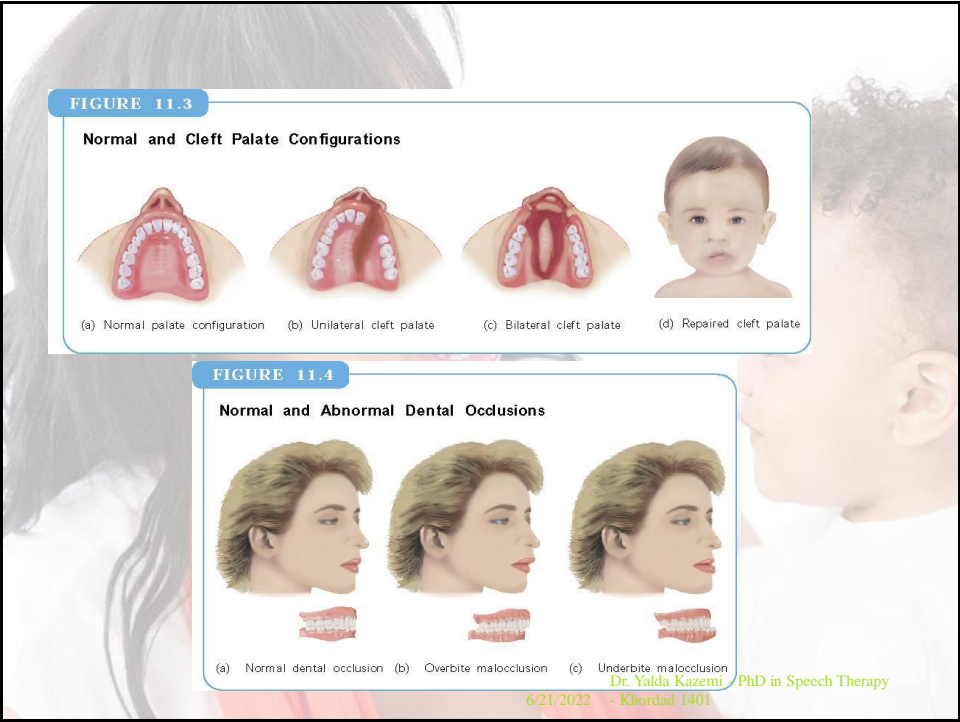 FIGURE 11.3
Normal and Cleft Palate Configurations
(a) Normal palate configuration (b) Unilateral cleft palate (c) Bilateral cleft palate (d) Repaired cleft palate
FIGURE 11.4
Normal and Abnormal Dental Occlusions
(a) Normal dental occlusion (b) Overbite malocclusion (c) Underbite malocclusion
Dr. Yalda Kazemi - PhD in Speech Therapy
6/21/2022 - Khordad 1401